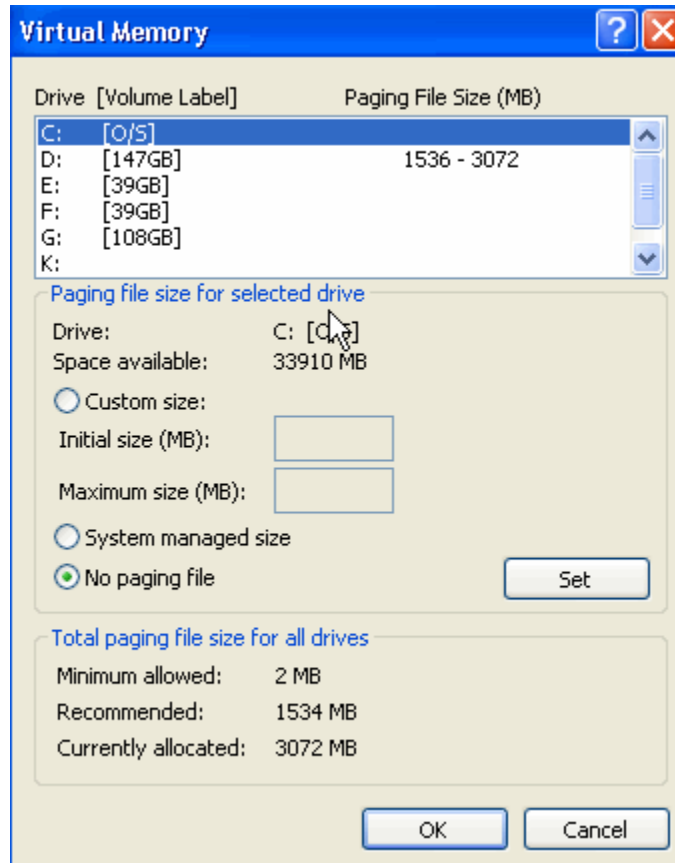 Virtual Memory
Drive [Volume Label] Paging File Size (MB)
C: [O/S]
D: [147GB] 1536 - 3072
E: [39GB]
F: [39GB]
G: [108GB]
K:
Paging file size for selected drive
Drive: C:
Space available: 33910 MB
Custom size:
Initial size (MB):
Maximum size (MB):
System managed size
No paging file Set
Total paging file size for all drives
Minimum allowed: 2 MB
Recommended: 1534 MB
Currently allocated: 3072 MB
OK Cancel